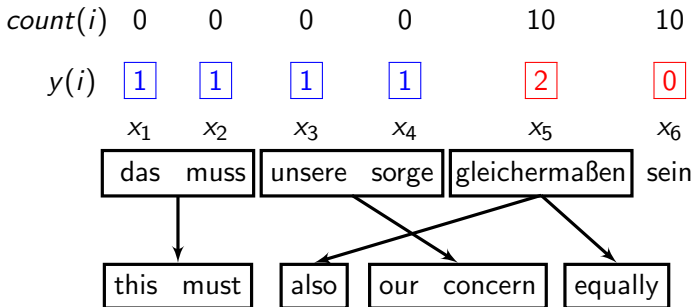 count(i) 0 0 0 0 10 10
y(i) 1 1 1 1 2 0
x₁ x₂ x₃ x₄ x₅ x₆
das muss unsere sorge gleichermaßen sein
this must also our concern equally